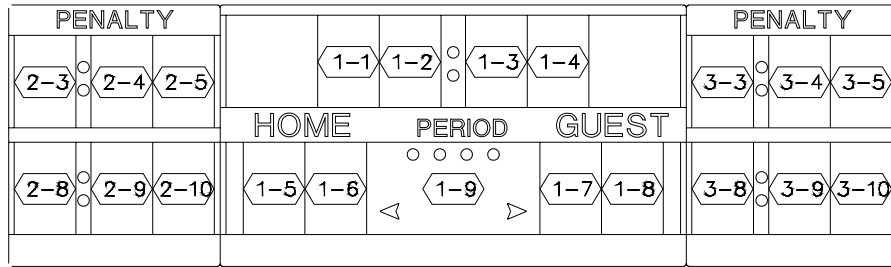 PENALTY PENALTY
1-1 1-2 1-3 1-4
2-3 2-4 2-5 3-3 3-4 3-5
HOME PERIOD GUEST
2-8 2-9 2-10 1-5 1-6 1-9 1-7 1-8 3-8 3-9 3-10